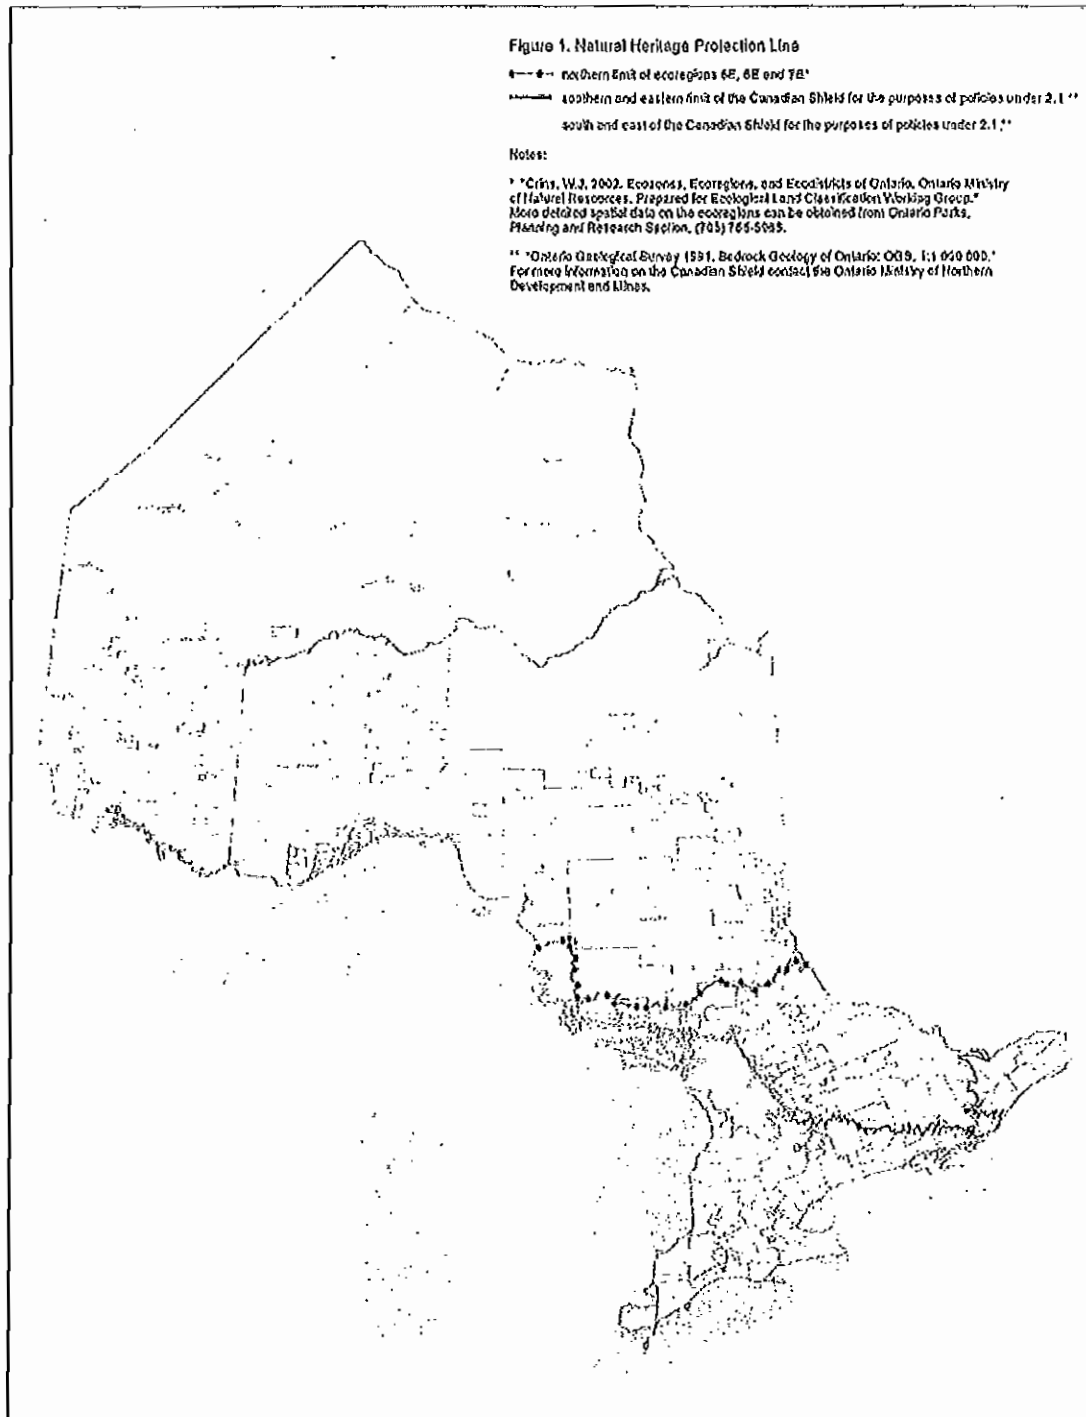 Figure 1. Natural Heritage Protection Line
northern limit of ecoregions 5E, 6E and 7E*
southern and eastern limit of the Canadian Shield for the purposes of policies under 2.1**
south and east of the Canadian Shield for the purposes of policies under 2.1.**
Notes:
* "Crins, W.J. 2002. Ecozones, Ecoregions, and Ecodistricts of Ontario, Ontario Ministry
of Natural Resources. Prepared for Ecological Land Classification Working Group."
More detailed spatial data on the ecoregions can be obtained from Ontario Parks,
Planning and Research Section, (705)
** "Ontario Geological Survey 1991. Bedrock Geology of Ontario: OGS, 1:1 000 000."
For more information on the Canadian Shield contact the Ontario Ministry of Northern
Development and Mines.